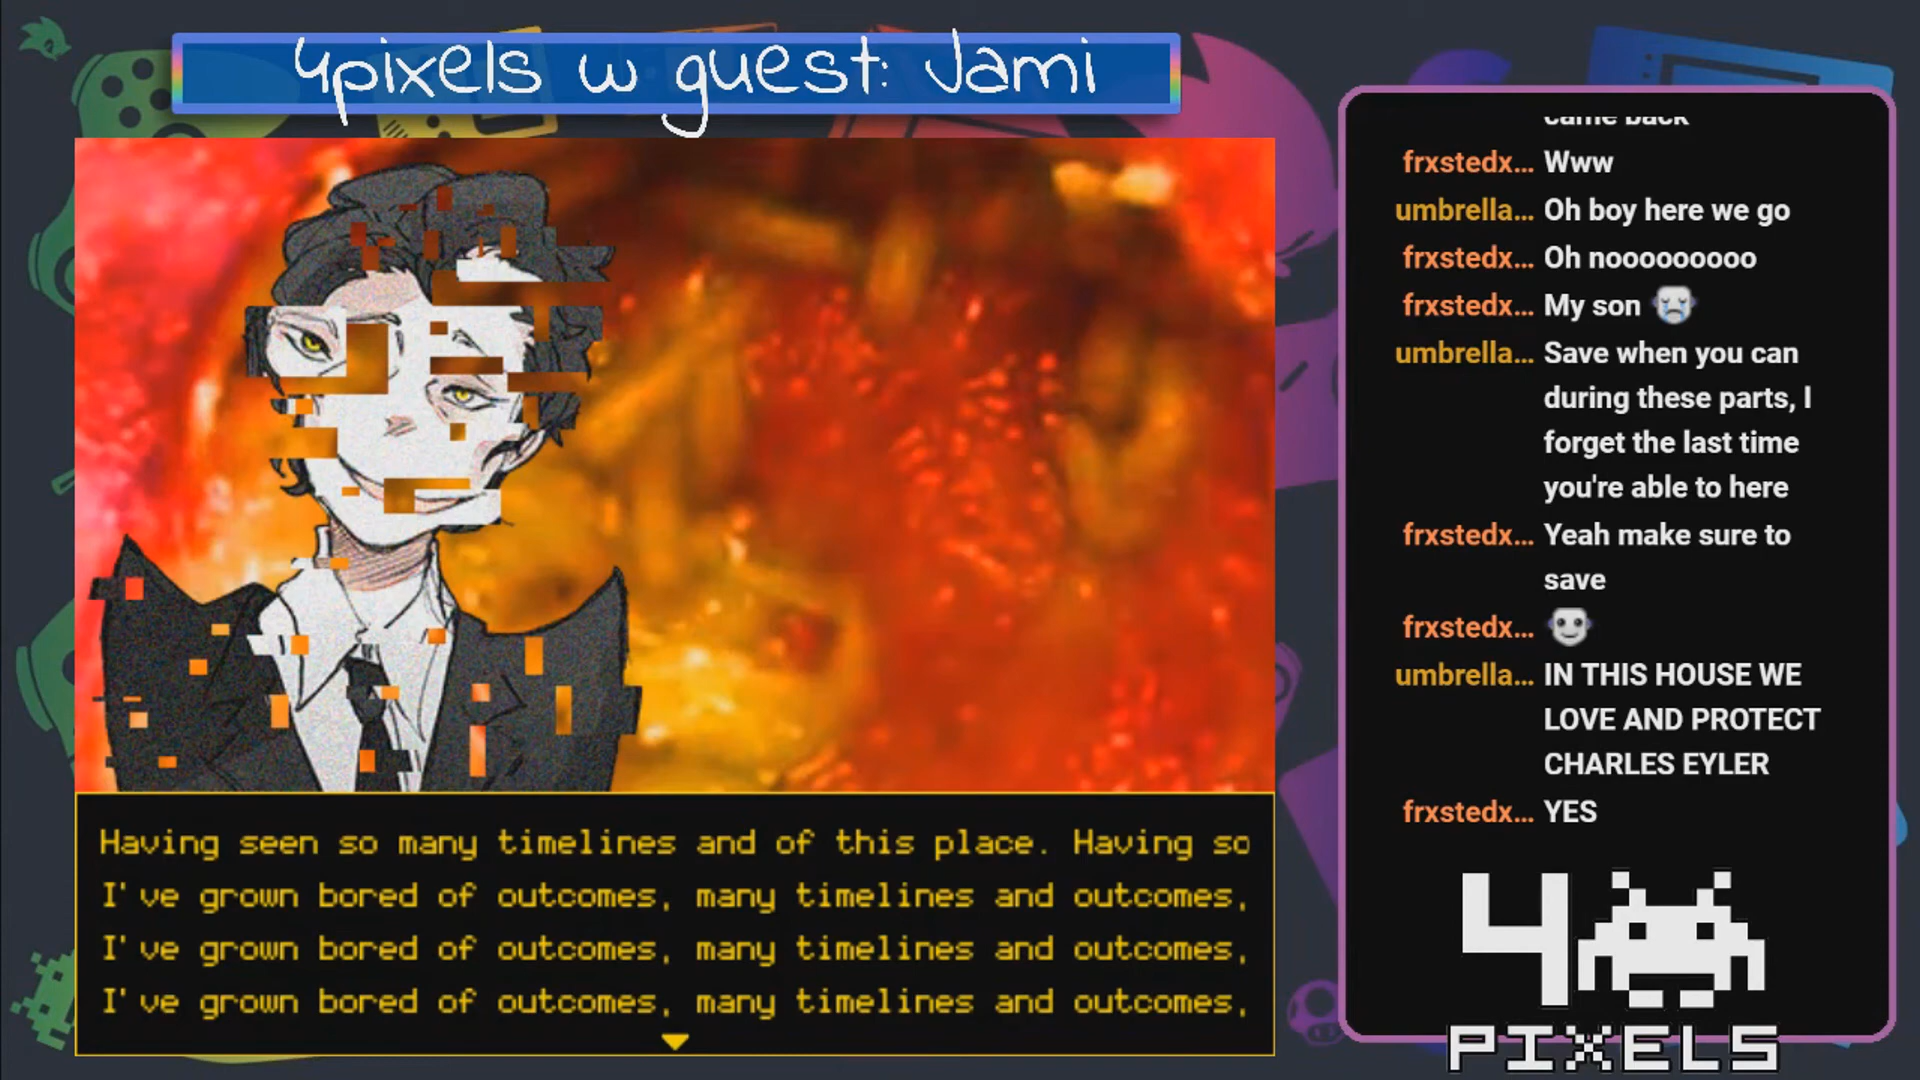 4pixels w guest: Jami
came back
frxstedx... Www
umbrella... Oh boy here we go
frxstedx... Oh nooooooooo
frxstedx... My son
umbrella... Save when you can
during these parts, I
forget the last time
you're able to here
frxstedx... Yeah make sure to
save
frxstedx...
umbrella... IN THIS HOUSE WE
LOVE AND PROTECT
CHARLES EYLER
frxstedx... YES
Having seen so many timelines and of this place. Having so
I've grown bored of outcomes, many timelines and outcomes,
I've grown bored of outcomes, many timelines and outcomes,
I've grown bored of outcomes, many timelines and outcomes,
4
PIXELS